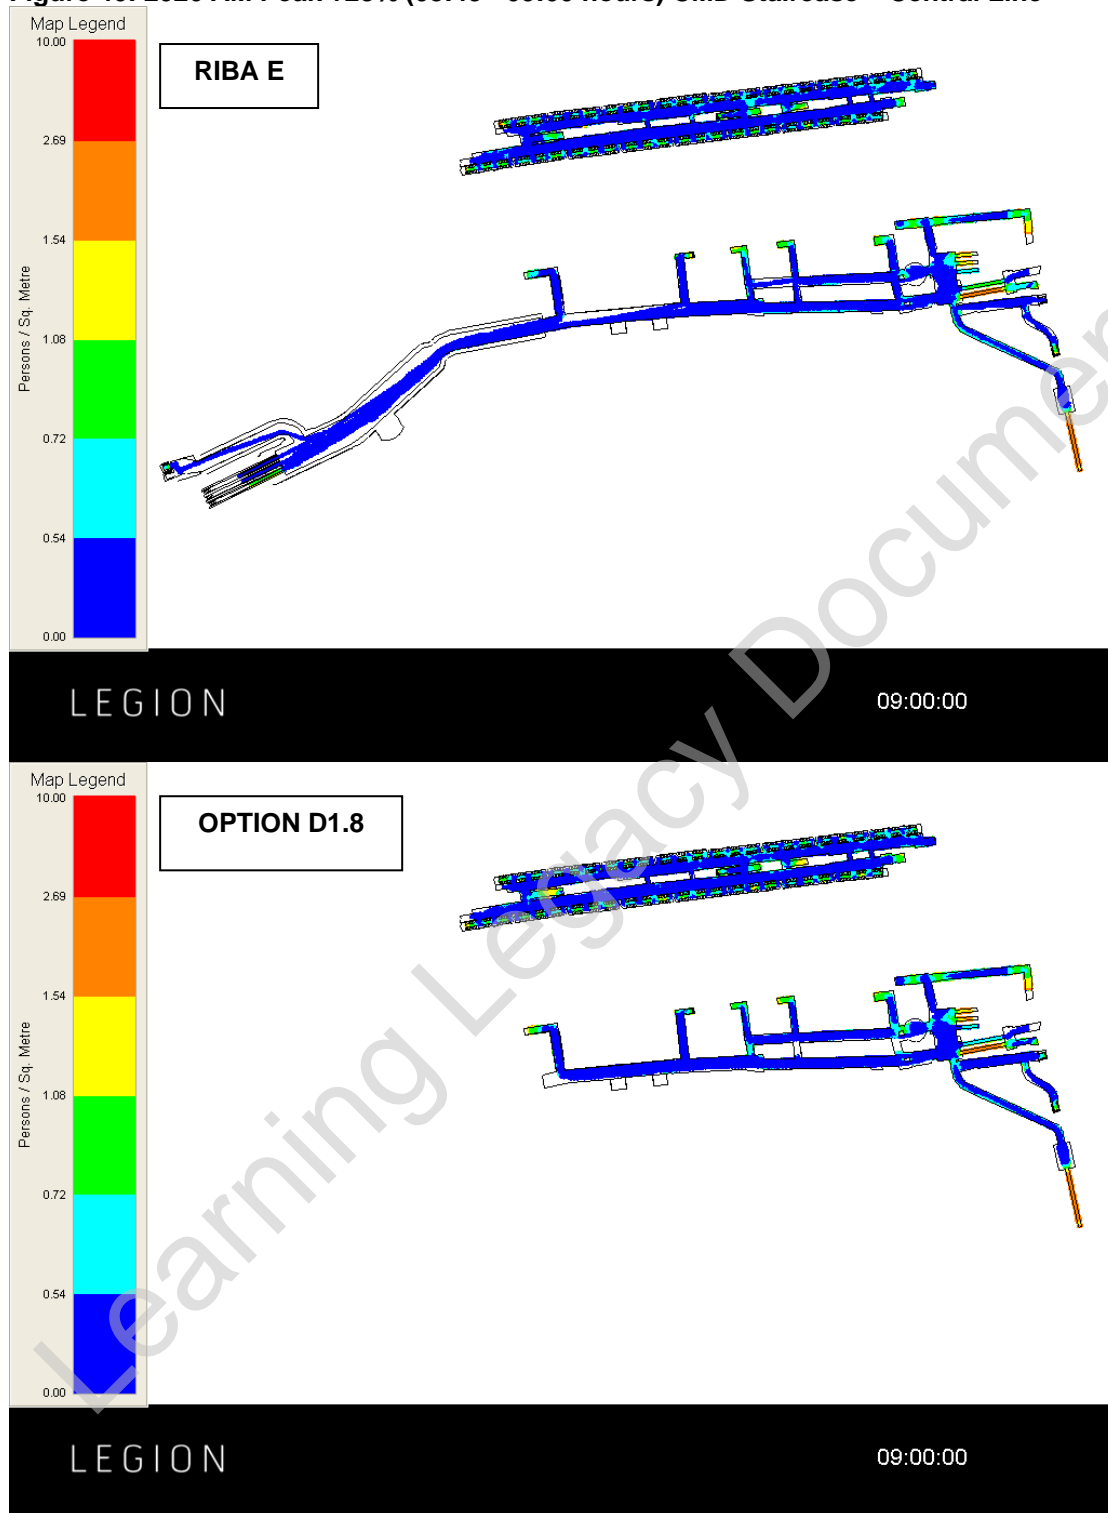 Map Legend
10.00
RIBA E
2.69
1.54
Persons / Sq. Metre
1.08
0.72
0.54
0.00
LEGION
09:00:00
Map Legend
10.00
OPTION D1.8
2.69
1.54
Persons / Sq. Metre
1.08
0.72
0.54
0.00
LEGION
09:00:00
Learning Legacy Documen